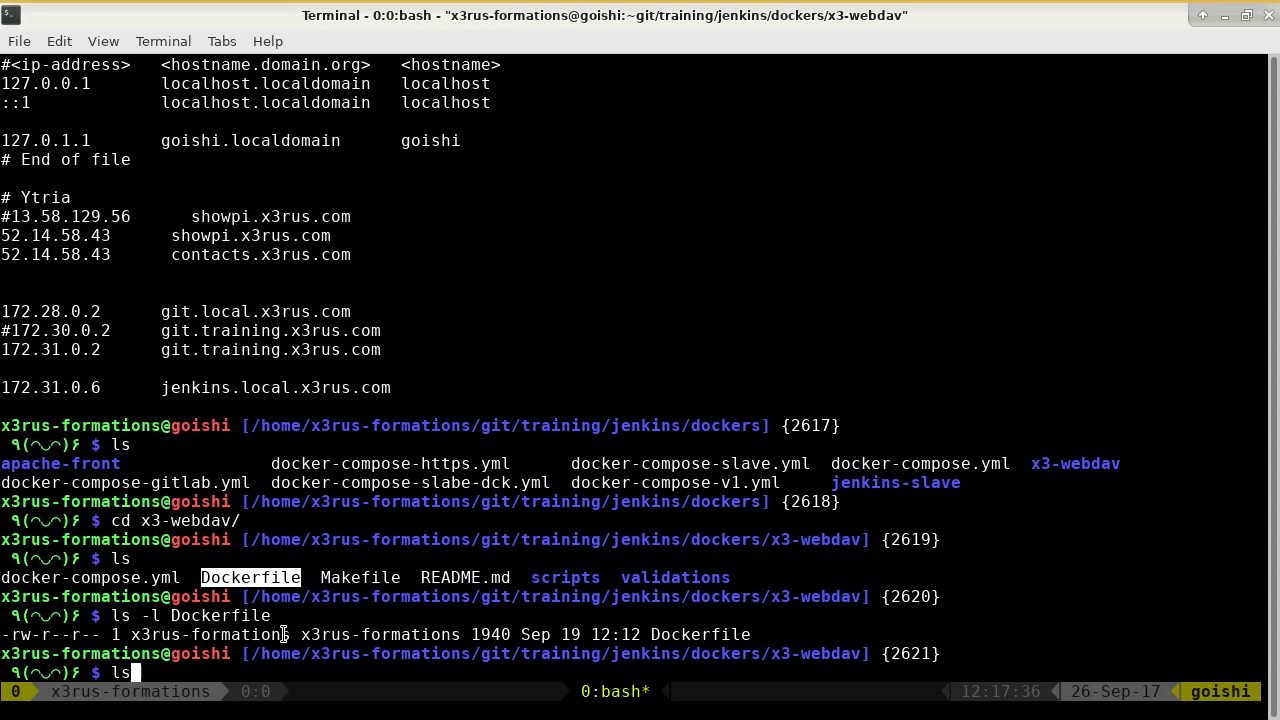 Terminal - 0:0:bash - "x3rus-formations@goishi:~git/training/jenkins/dockers/x3-webdav"
File Edit View Terminal Tabs Help
#<ip-address> <hostname.domain.org> <hostname>
127.0.0.1 localhost.localdomain localhost
::1 localhost.localdomain localhost
127.0.1.1 goishi.localdomain goishi
# End of file
# Ytria
#13.58.129.56 showpi.x3rus.com
52.14.58.43 showpi.x3rus.com
52.14.58.43 contacts.x3rus.com
172.28.0.2 git.local.x3rus.com
#172.30.0.2 git.training.x3rus.com
172.31.0.2 git.training.x3rus.com
172.31.0.6 jenkins.local.x3rus.com
x3rus-formations@goishi [/home/x3rus-formations/git/training/jenkins/dockers] {2617}
٩(◠◡◠)۶ $ ls
apache-front docker-compose-https.yml docker-compose-slave.yml docker-compose.yml x3-webdav
docker-compose-gitlab.yml docker-compose-slabe-dck.yml docker-compose-v1.yml jenkins-slave
x3rus-formations@goishi [/home/x3rus-formations/git/training/jenkins/dockers] {2618}
٩(◠◡◠)۶ $ cd x3-webdav/
x3rus-formations@goishi [/home/x3rus-formations/git/training/jenkins/dockers/x3-webdav] {2619}
٩(◠◡◠)۶ $ ls
docker-compose.yml Dockerfile Makefile README.md scripts validations
x3rus-formations@goishi [/home/x3rus-formations/git/training/jenkins/dockers/x3-webdav] {2620}
٩(◠◡◠)۶ $ ls -l Dockerfile
-rw-r--r-- 1 x3rus-formations x3rus-formations 1940 Sep 19 12:12 Dockerfile
x3rus-formations@goishi [/home/x3rus-formations/git/training/jenkins/dockers/x3-webdav] {2621}
٩(◠◡◠)۶ $ ls
0 x3rus-formations 0:0 0:bash* 12:17:36 26-Sep-17 goishi